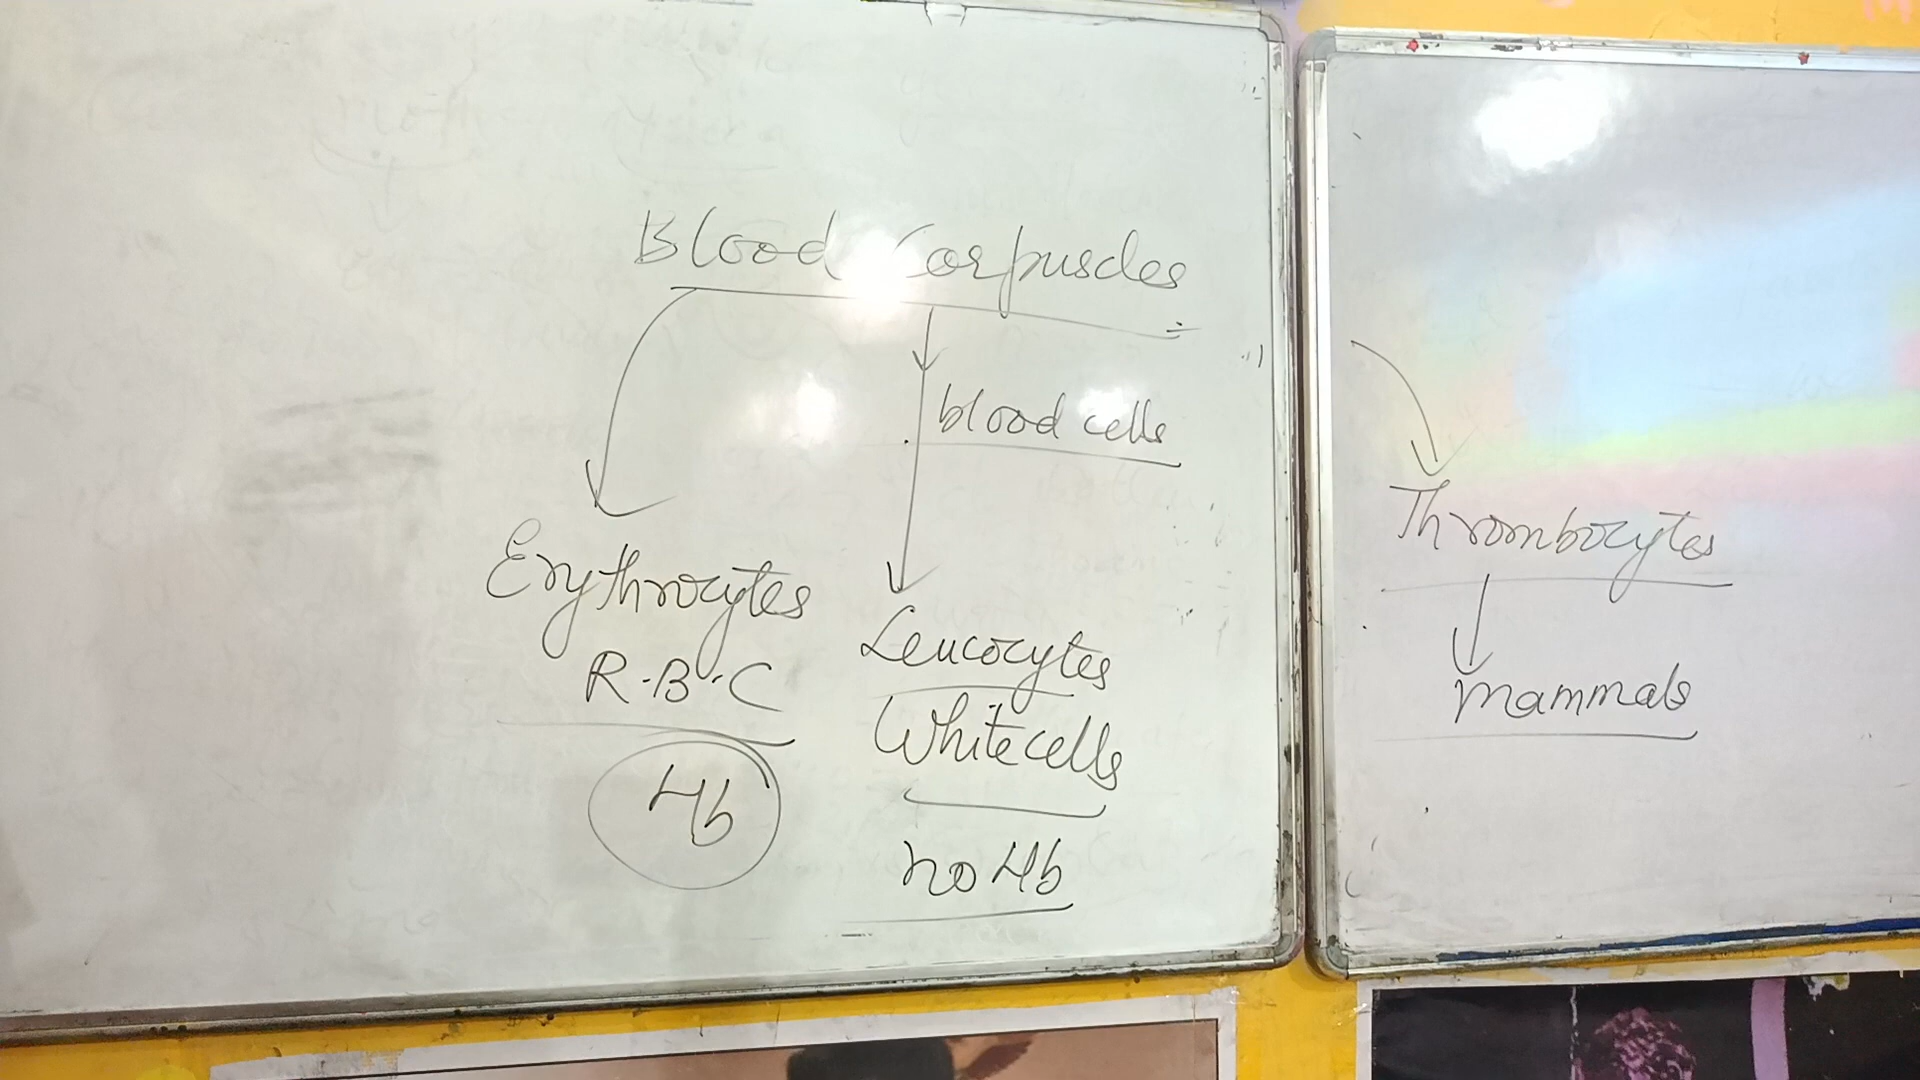 Blood Corpuscles
blood cells
Erythrocytes
R.B.C
Hb
Leucocytes
White cells
no Hb
Thrombocytes
mammals